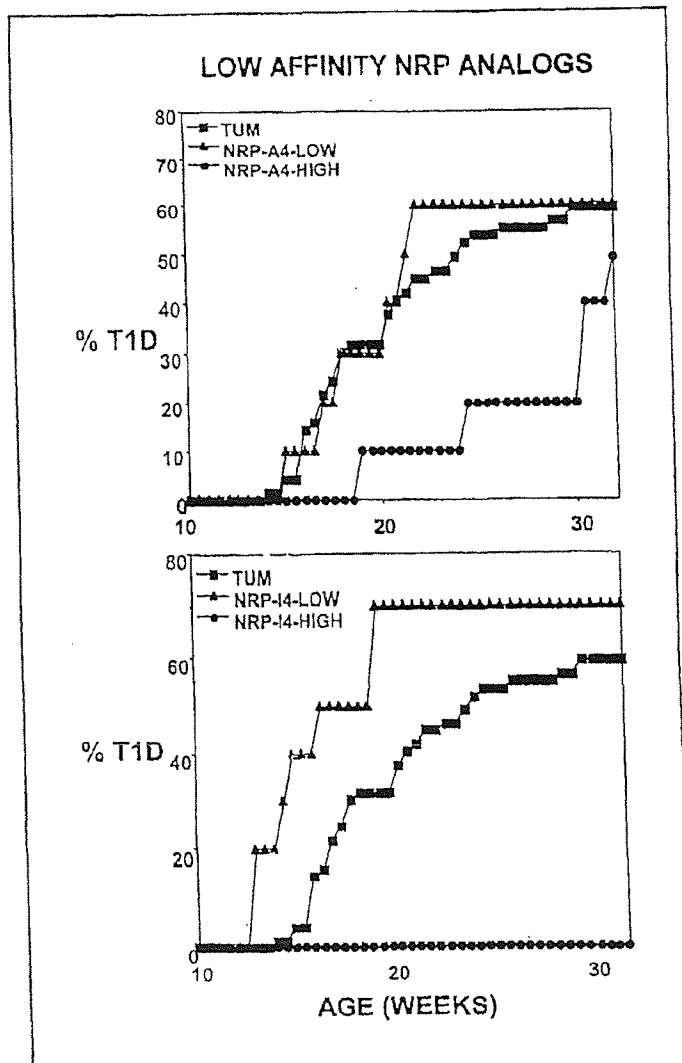 LOW AFFINITY NRP ANALOGS
80
70
60
50
40
30
20
10
0
% T1D
TUM
NRP-A4-LOW
NRP-A4-HIGH
10 20 30
80
60
40
20
0
% T1D
TUM
NRP-I4-LOW
NRP-I4-HIGH
10 20 30
AGE (WEEKS)